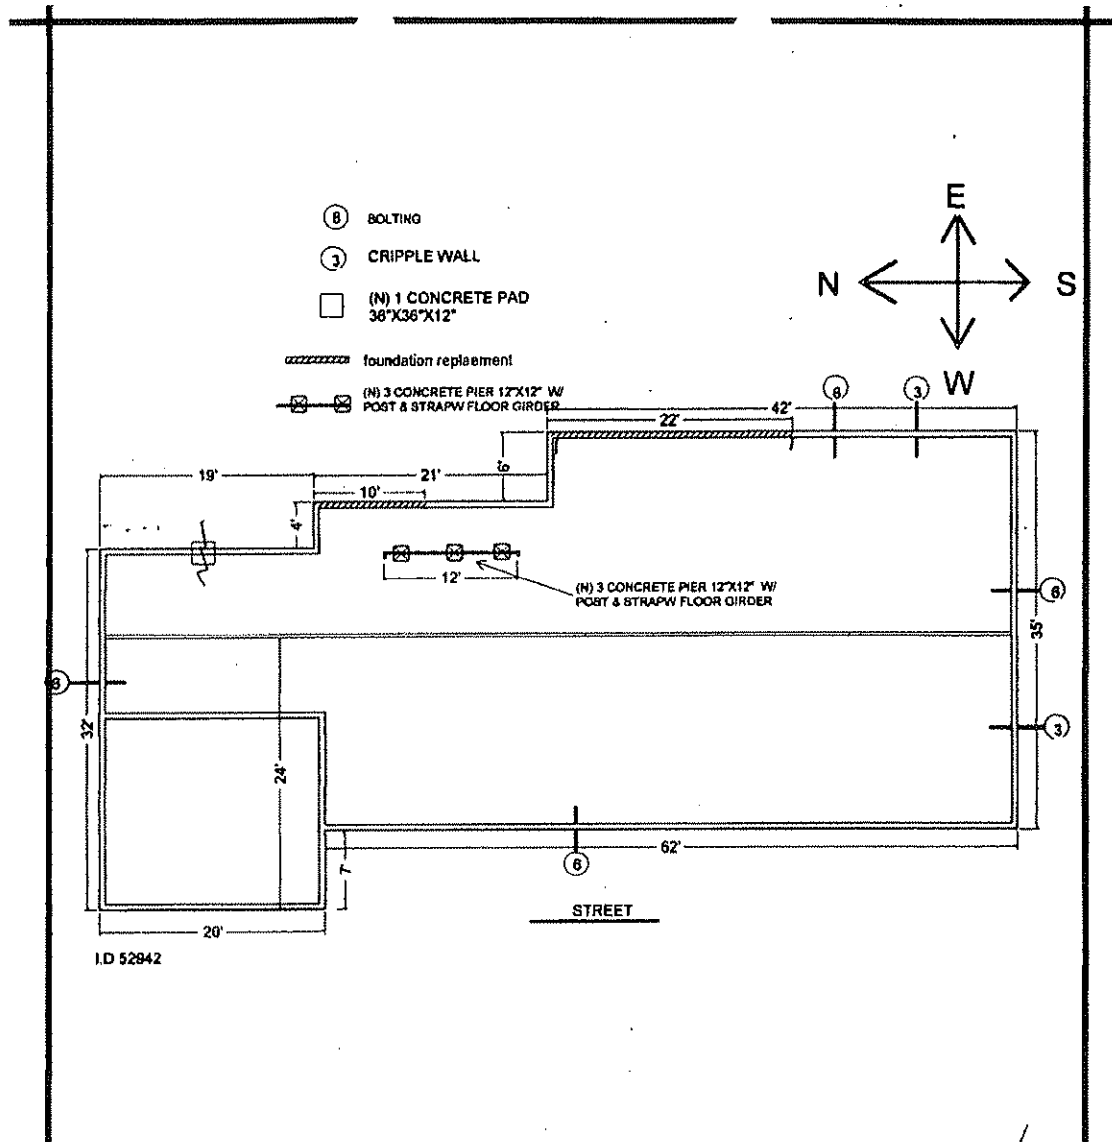 8 BOLTING
3 CRIPPLE WALL
(N) 1 CONCRETE PAD
36"X36"X12"
foundation replaement
(N) 3 CONCRETE PIER 12"X12" W/
POST & STRAPW FLOOR GIRDER
E
N
S
W
6
3
42'
22'
19'
21'
6'
10'
4'
12'
(N) 3 CONCRETE PIER 12"X12" W/
POST & STRAPW FLOOR GIRDER
6
35'
6
32'
24'
3
62'
7'
6
STREET
20'
I.D 52942